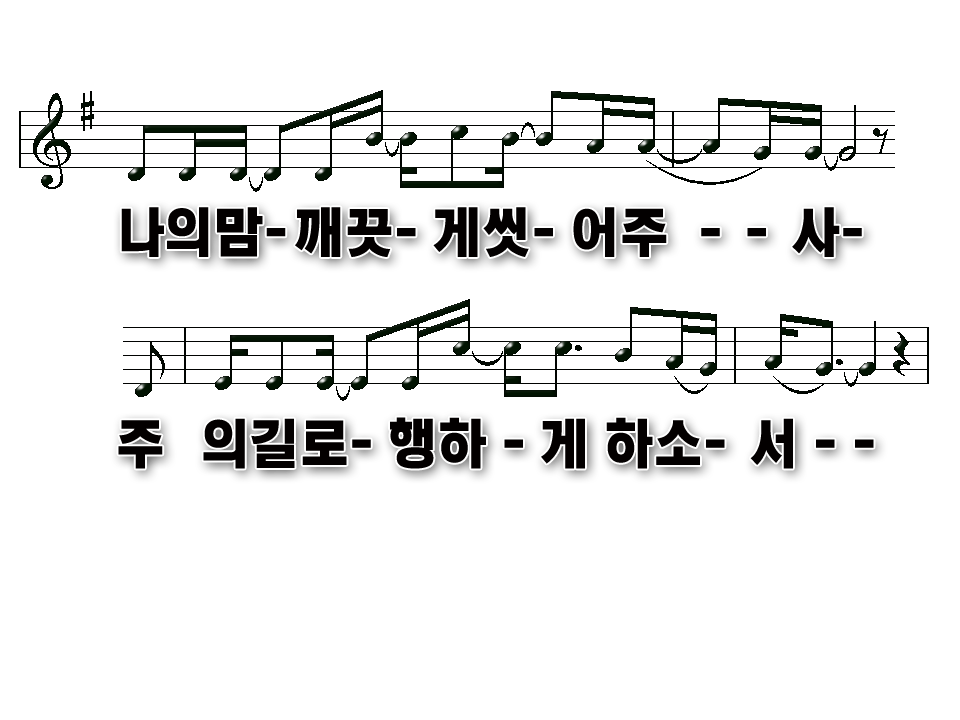 나의맘- 깨끗- 게씻- 어주 - - 사-
주 의길로- 행하 - 게 하소- 서 - -